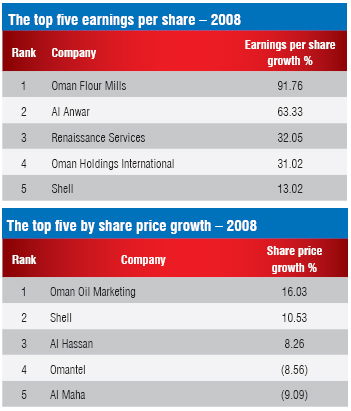 The top five earnings per share – 2008
Rank Company Earnings per share growth %
1 Oman Flour Mills 91.76
2 Al Anwar 63.33
3 Renaissance Services 32.05
4 Oman Holdings International 31.02
5 Shell 13.02
The top five by share price growth – 2008
Rank Company Share price growth %
1 Oman Oil Marketing 16.03
2 Shell 10.53
3 Al Hassan 8.26
4 Omantel (8.56)
5 Al Maha (9.09)